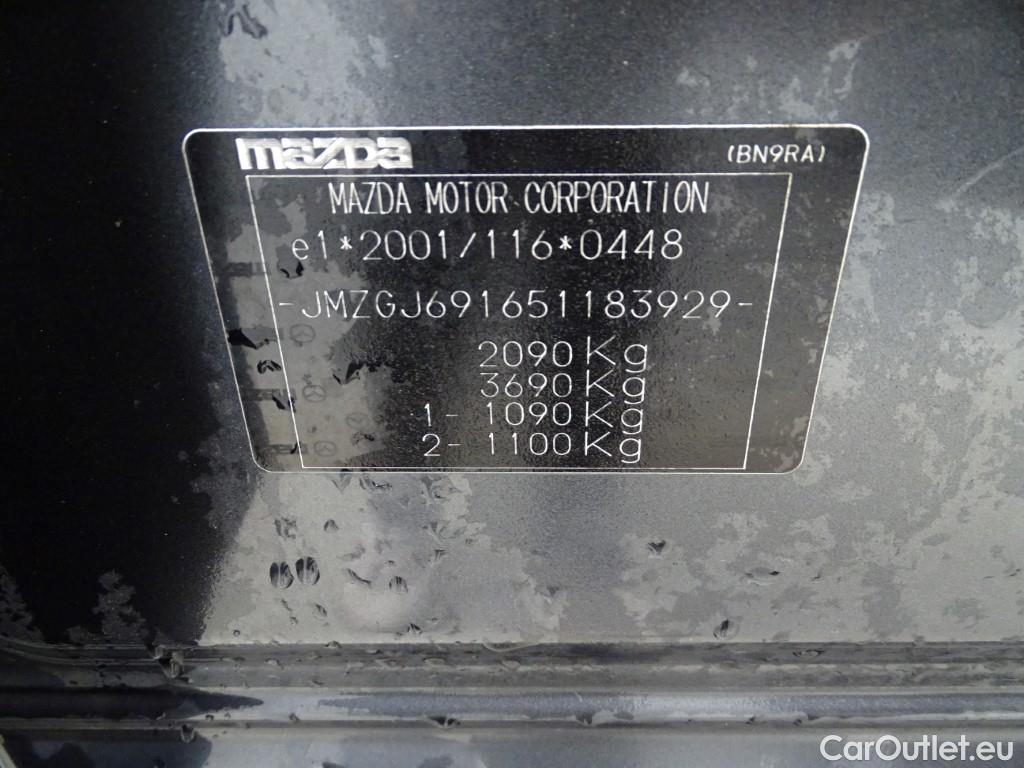 mazda (BN9RA)
MAZDA MOTOR CORPORATION
e1*2001/116*0448
-JMZGJ691651183929-
2090 Kg
3690 Kg
1- 1090 Kg
2- 1100 Kg
CarOutlet.eu